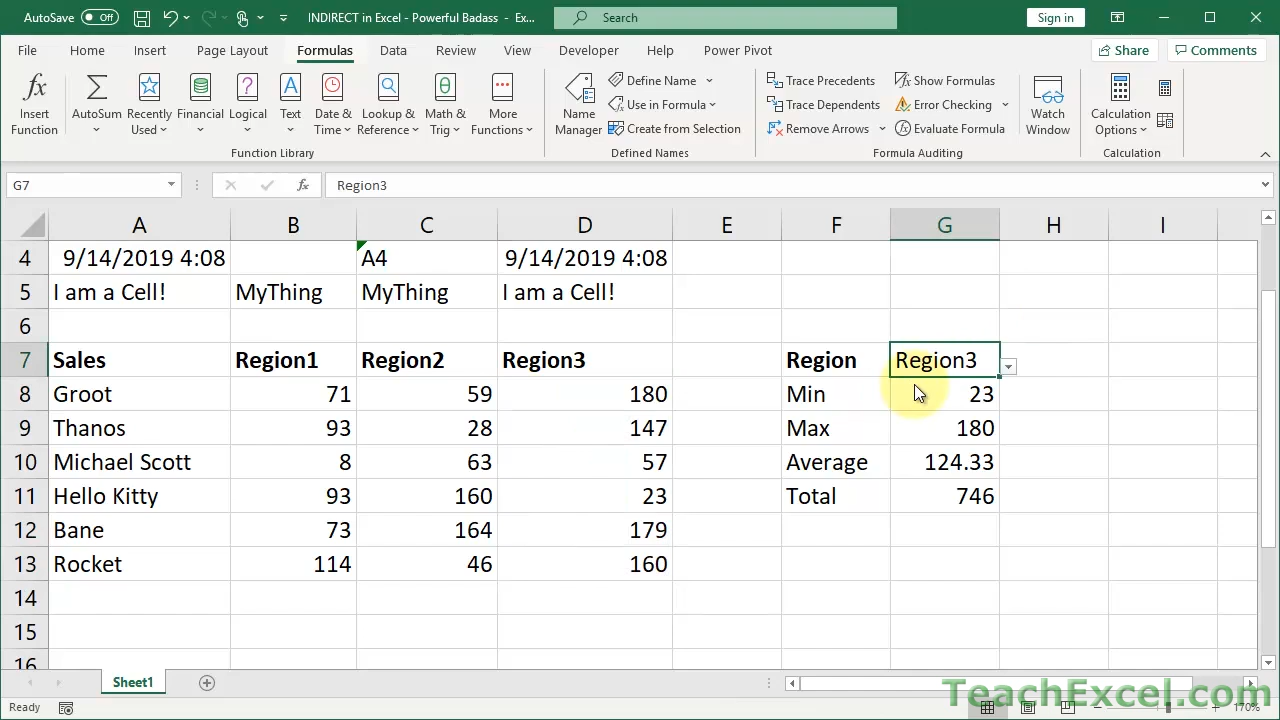 AutoSave Off INDIRECT in Excel - Powerful Badass - Ex... Search Sign in
File Home Insert Page Layout Formulas Data Review View Developer Help Power Pivot Share Comments
fx Insert Function
Σ AutoSum
Recently Used
Financial
? Logical
A Text
Date & Time
Lookup & Reference
θ Math & Trig
More Functions
Function Library
Name Manager
Define Name
Use in Formula
Create from Selection
Defined Names
Trace Precedents
Trace Dependents
Remove Arrows
Show Formulas
Error Checking
Evaluate Formula
Formula Auditing
Watch Window
Calculation Options
Calculation
G7 fx Region3
A B C D E F G H I
4 9/14/2019 4:08 A4 9/14/2019 4:08
5 I am a Cell! MyThing MyThing I am a Cell!
6
7 Sales Region1 Region2 Region3 Region Region3
8 Groot 71 59 180 Min 23
9 Thanos 93 28 147 Max 180
10 Michael Scott 8 63 57 Average 124.33
11 Hello Kitty 93 160 23 Total 746
12 Bane 73 164 179
13 Rocket 114 46 160
14
15
16
Sheet1
TeachExcel.com
Ready 170%